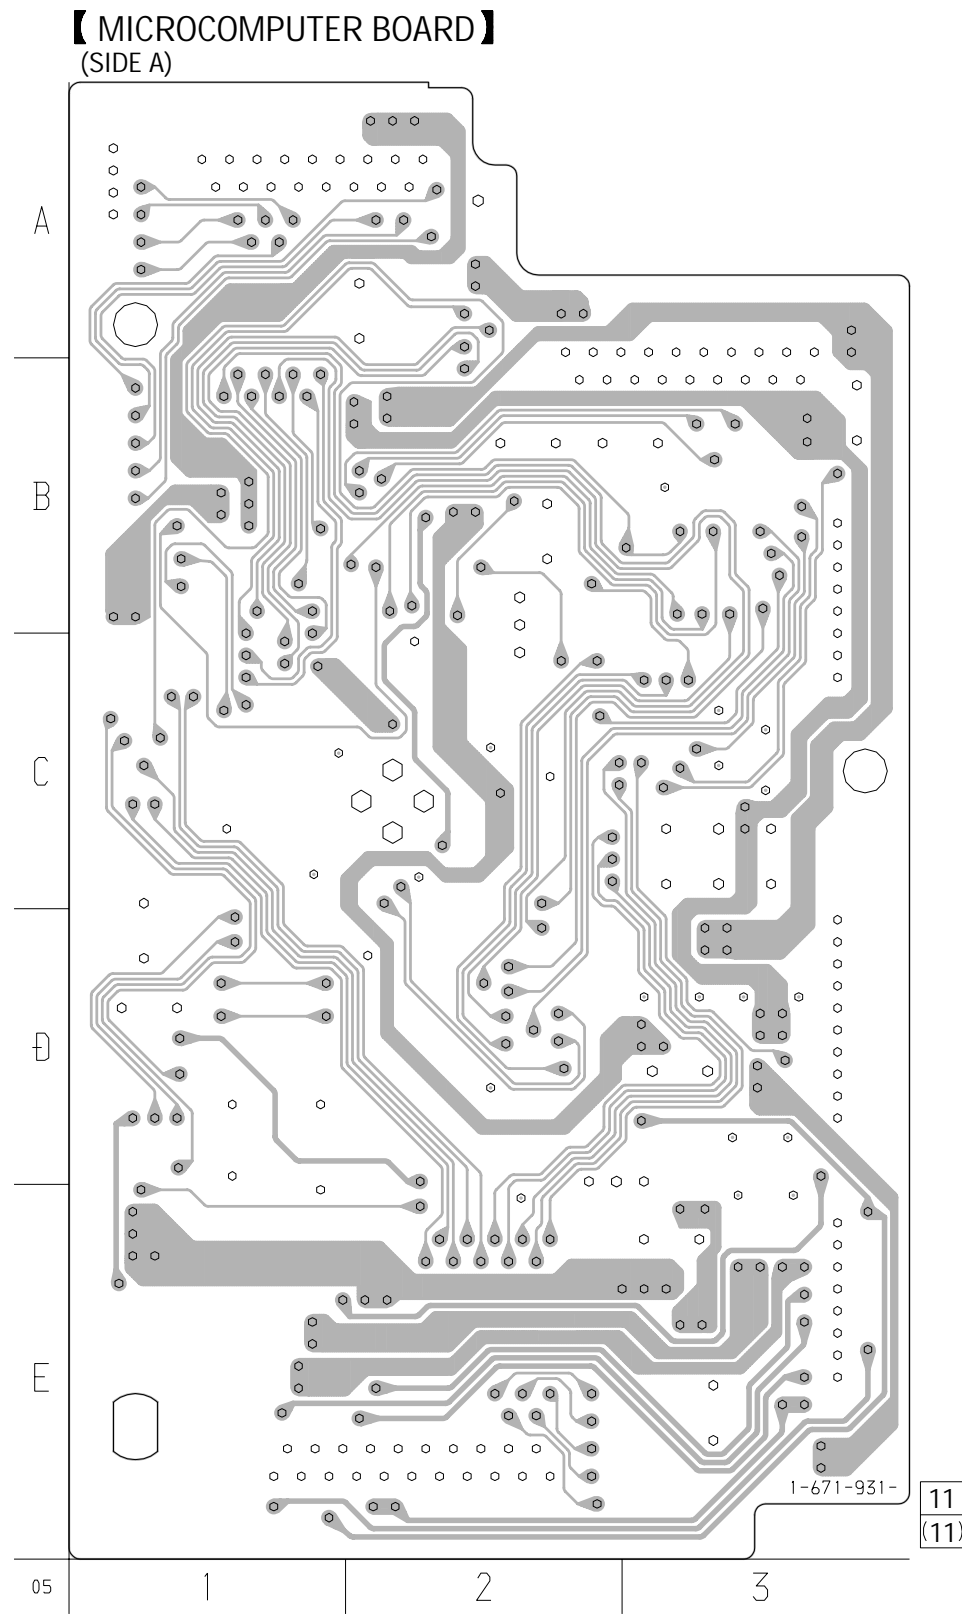 【 MICROCOMPUTER BOARD】
(SIDE A)
A
B
C
D
E
1-671-931-
11
(11)
05
1
2
3